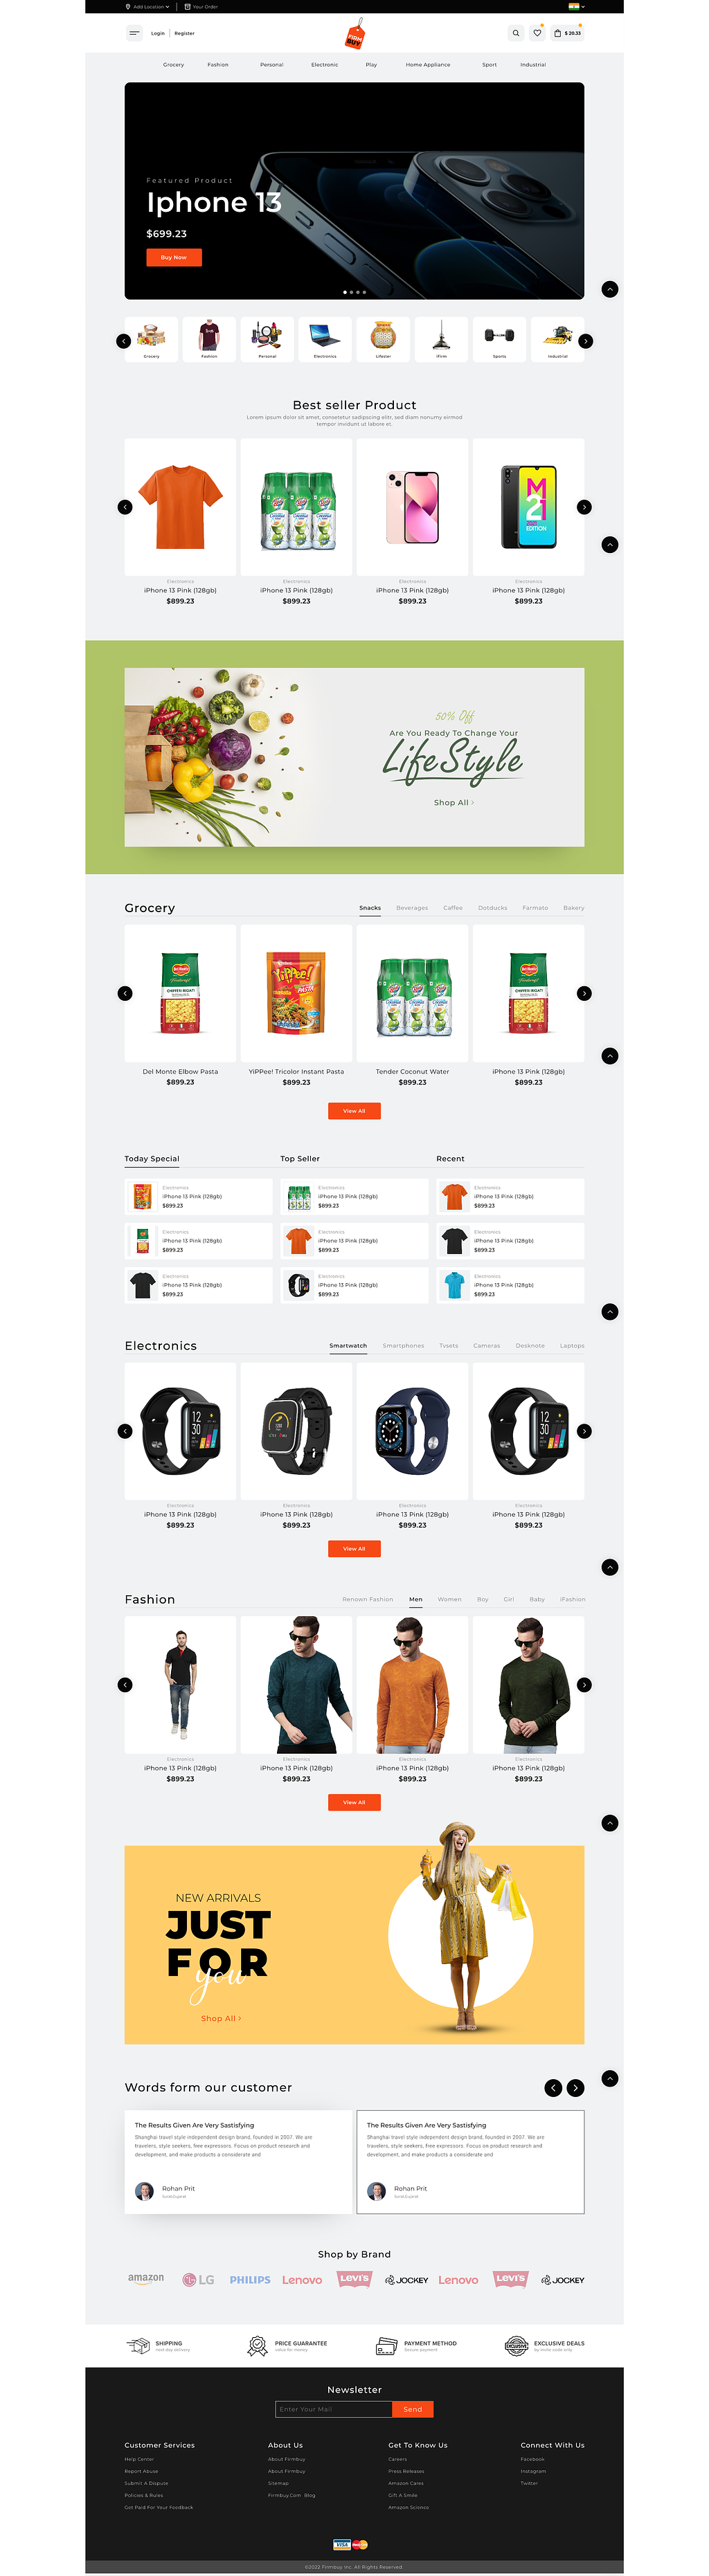 Add Location
Your Order
Login
Register
FIRM
BUY
$ 20.33
Grocery
Fashion
Personal
Electronic
Play
Home Appliance
Sport
Industrial
Featured Product
Iphone 13
$699.23
Buy Now
Grocery
Fashion
Personal
Electronics
Sports
Industrial
Best seller Product
Lorem ipsum dolor sit amet, consetetur sadipscing elitr, sed diam nonumy eirmod
tempor invidunt ut labore et.
M
21
EDITION
Electronics
iPhone 13 Pink (128gb)
$899.23
Electronics
iPhone 13 Pink (128gb)
$899.23
Electronics
iPhone 13 Pink (128gb)
$899.23
Electronics
iPhone 13 Pink (128gb)
$899.23
50% Off
Are You Ready To Change Your
LifeStyle
Shop All
Grocery
Snacks
Beverages
Caffee
Dotducks
Farmato
Bakery
Del Monte Elbow Pasta
$899.23
YiPPee! Tricolor Instant Pasta
$899.23
Tender Coconut Water
$899.23
iPhone 13 Pink (128gb)
$899.23
View All
Today Special
Top Seller
Recent
Electronics
iPhone 13 Pink (128gb)
$899.23
Electronics
iPhone 13 Pink (128gb)
$899.23
Electronics
iPhone 13 Pink (128gb)
$899.23
Electronics
iPhone 13 Pink (128gb)
$899.23
Electronics
iPhone 13 Pink (128gb)
$899.23
Electronics
iPhone 13 Pink (128gb)
$899.23
Electronics
iPhone 13 Pink (128gb)
$899.23
Electronics
iPhone 13 Pink (128gb)
$899.23
Electronics
iPhone 13 Pink (128gb)
$899.23
Electronics
Smartwatch
Smartphones
Tvsets
Cameras
Desknote
Laptops
12
30
12
30
Electronics
iPhone 13 Pink (128gb)
$899.23
Electronics
iPhone 13 Pink (128gb)
$899.23
Electronics
iPhone 13 Pink (128gb)
$899.23
Electronics
iPhone 13 Pink (128gb)
$899.23
View All
Fashion
Renown Fashion
Men
Women
Boy
Girl
Baby
iFashion
Electronics
iPhone 13 Pink (128gb)
$899.23
Electronics
iPhone 13 Pink (128gb)
$899.23
Electronics
iPhone 13 Pink (128gb)
$899.23
Electronics
iPhone 13 Pink (128gb)
$899.23
View All
NEW ARRIVALS
JUST
FOR
you
Shop All
Words form our customer
The Results Given Are Very Sastisfying
Shanghai travel style independent design brand, founded in 2007. We are
travelers, style seekers, free expressors. Focus on product research and
development, and make products a considerate and
Rohan Prit
The Results Given Are Very Sastisfying
Shanghai travel style independent design brand, founded in 2007. We are
travelers, style seekers, free expressors. Focus on product research and
development, and make products a considerate and
Rohan Prit
Shop by Brand
amazon
LG
PHILIPS
Lenovo
LEVI'S
JOCKEY
Lenovo
LEVI'S
JOCKEY
SHIPPING
next day delivery
PRICE GUARANTEE
value for money
PAYMENT METHOD
Secure payment
EXCLUSIVE
EXCLUSIVE DEALS
by invite code only
Newsletter
Enter Your Mail
Send
Customer Services
Help Center
Report Abuse
Submit A Dispute
Policies & Rules
Get Paid For Your Feedback
About Us
About Firmbuy
About Firmbuy
Sitemap
Firmbuy.Com Blog
Get To Know Us
Careers
Press Releases
Amazon Cares
Gift A Smile
Amazon Science
Connect With Us
Facebook
Instagram
Twitter
VISA
©2022 Firmbuy Inc. All Rights Reserved.